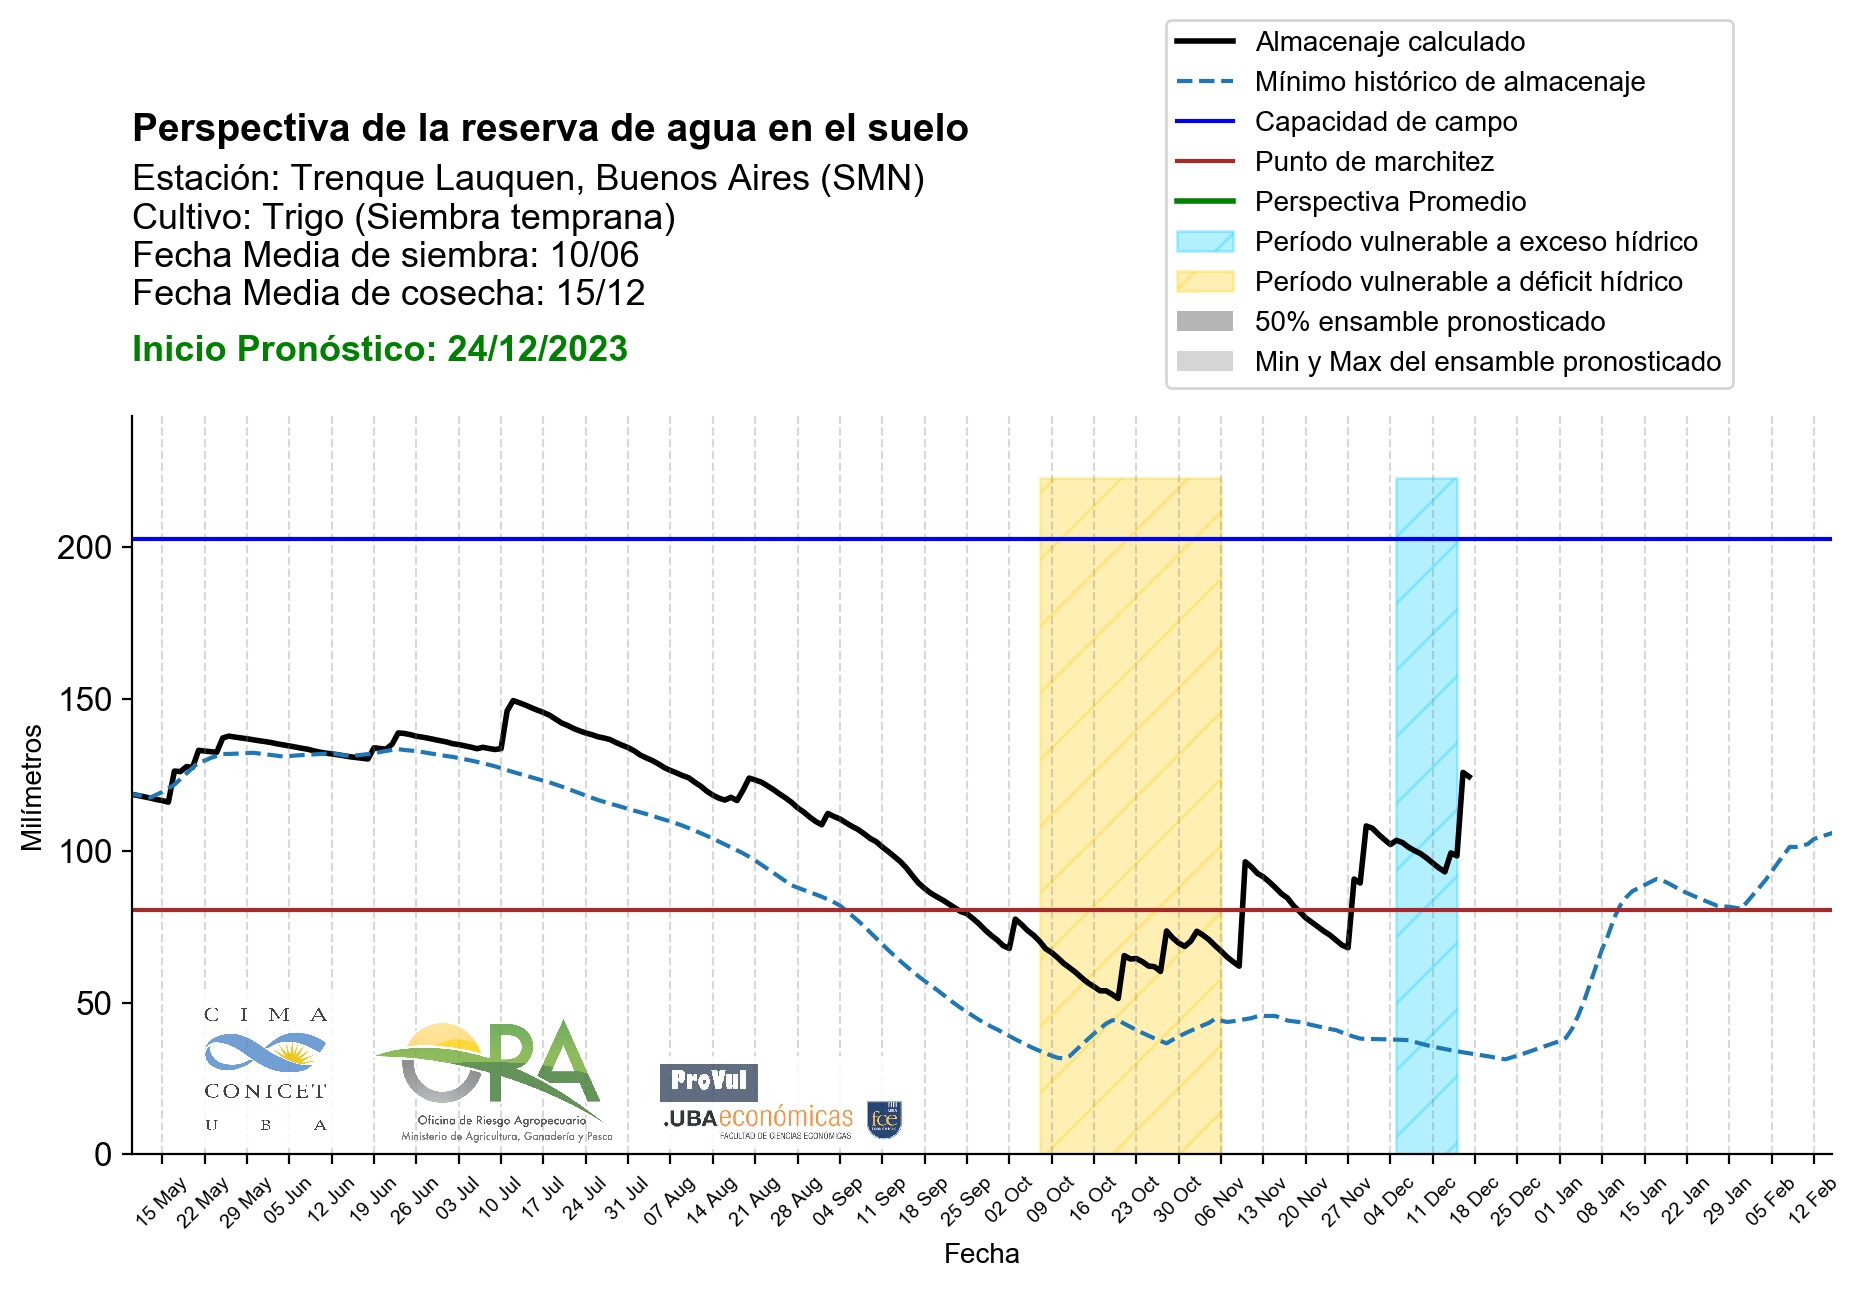 Almacenaje calculado
Mínimo histórico de almacenaje
Capacidad de campo
Punto de marchitez
Perspectiva Promedio
Período vulnerable a exceso hídrico
Período vulnerable a déficit hídrico
50% ensamble pronosticado
Min y Max del ensamble pronosticado
Perspectiva de la reserva de agua en el suelo
Estación: Trenque Lauquen, Buenos Aires (SMN)
Cultivo: Trigo (Siembra temprana)
Fecha Media de siembra: 10/06
Fecha Media de cosecha: 15/12
Inicio Pronóstico: 24/12/2023
Milímetros
200
150
100
50
0
CIMA
CONICET
UBA
ORA
Oficina de Riesgo Agropecuario
Ministerio de Agricultura, Ganadería y Pesca
ProVul
.UBAeconómicas
FACULTAD DE CIENCIAS ECONÓMICAS
UBA
fce
ECONÓMICAS
15 May
22 May
29 May
05 Jun
12 Jun
19 Jun
26 Jun
03 Jul
10 Jul
17 Jul
24 Jul
31 Jul
07 Aug
14 Aug
21 Aug
28 Aug
04 Sep
11 Sep
18 Sep
25 Sep
02 Oct
09 Oct
16 Oct
23 Oct
30 Oct
06 Nov
13 Nov
20 Nov
27 Nov
04 Dec
11 Dec
18 Dec
25 Dec
01 Jan
08 Jan
15 Jan
22 Jan
29 Jan
05 Feb
12 Feb
Fecha